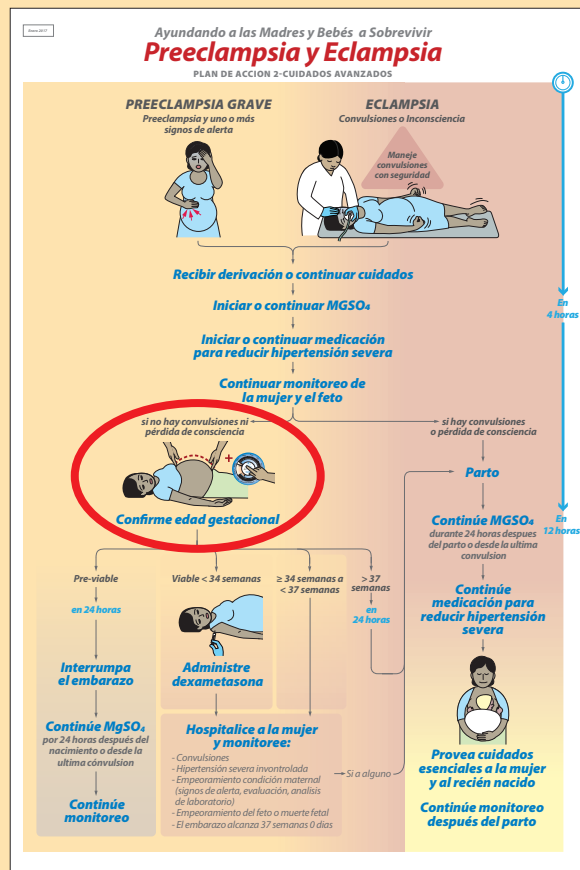 Enero 2017
Ayundando a las Madres y Bebés a Sobrevivir
Preeclampsia y Eclampsia
PLAN DE ACCION 2-CUIDADOS AVANZADOS
PREECLAMPSIA GRAVE
Preeclampsia y uno o más
signos de alerta
ECLAMPSIA
Convulsiones o Inconsciencia
Maneje
convulsiones
con seguridad
Recibir derivación o continuar cuidados
Iniciar o continuar MGSO₄
Iniciar o continuar medicación
para reducir hipertensión severa
Continuar monitoreo de
la mujer y el feto
En
4 horas
si no hay convulsiones ni
pérdida de consciencia
+
Confirme edad gestacional
si hay convulsiones
o pérdida de consciencia
Parto
Continúe MGSO₄
durante 24 horas despues
del parto o desde la ultima
convulsion
En
12 horas
Continúe
medicación para
reducir hipertensión
severa
Provea cuidados
esenciales a la mujer
y al recién nacido
Continúe monitoreo
después del parto
Pre-viable
en 24 horas
Interrumpa
el embarazo
Continúe MgSO₄
por 24 horas después del
nacimiento o desde la
ultima cónvulsion
Continúe
monitoreo
Viable < 34 semanas
Administre
dexametasona
≥ 34 semanas a
< 37 semanas
> 37
semanas
en
24 horas
Hospitalice a la mujer
y monitoree:
- Convulsiones
- Hipertensión severa invontrolada
- Empeoramiento condición maternal
(signos de alerta, evaluación, analisis
de laboratorio)
- Empeoramiento del feto o muerte fetal
- El embarazo alcanza 37 semanas 0 días
Si a alguno